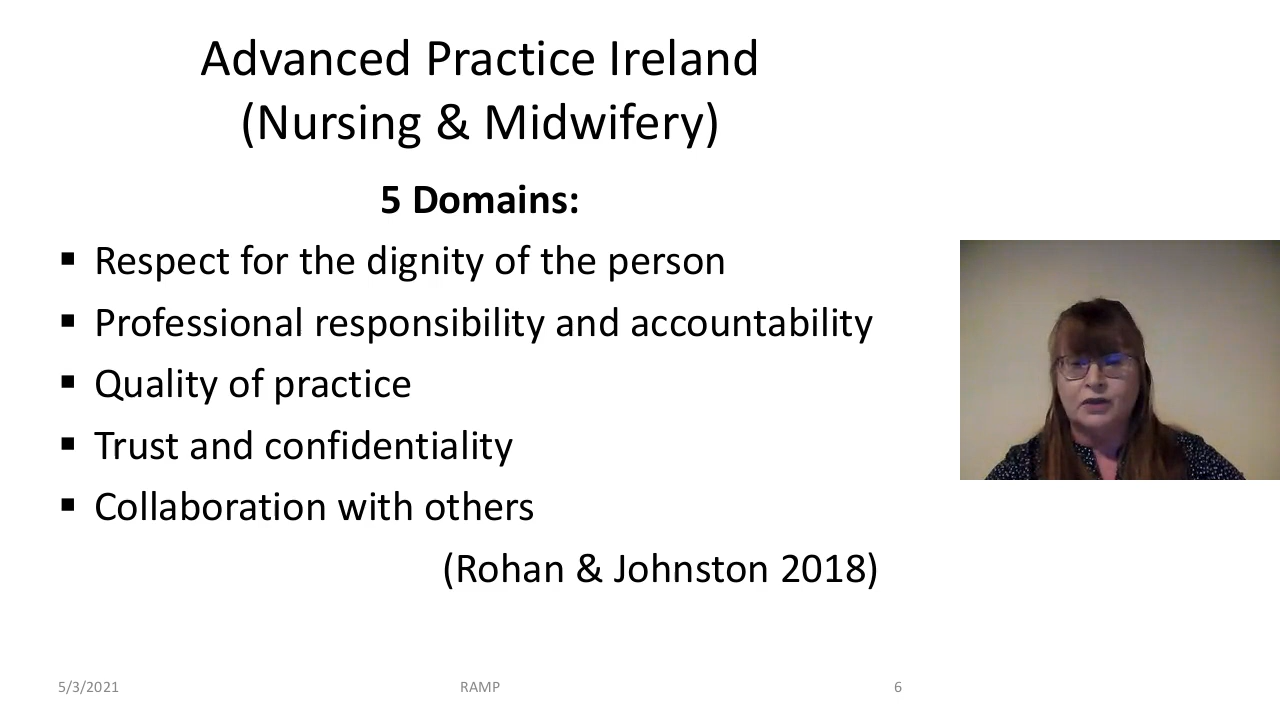 Advanced Practice Ireland
(Nursing & Midwifery)
5 Domains:
▪ Respect for the dignity of the person
▪ Professional responsibility and accountability
▪ Quality of practice
▪ Trust and confidentiality
▪ Collaboration with others
(Rohan & Johnston 2018)
5/3/2021 RAMP 6